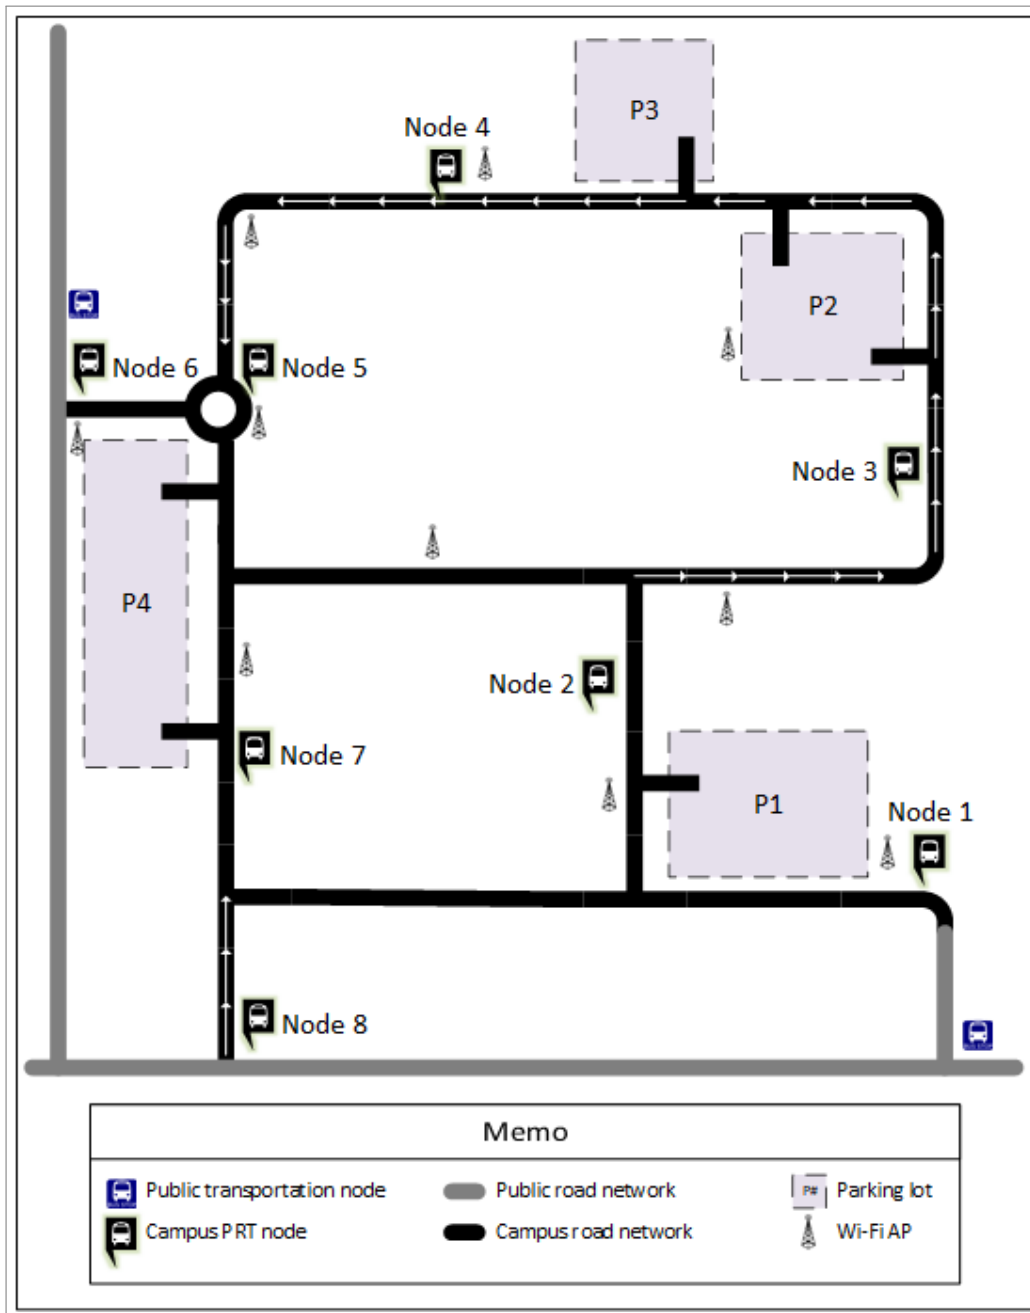 P3
Node 4
P2
Node 6
Node 5
Node 3
P4
Node 2
Node 7
P1
Node 1
Node 8
Memo
Public transportation node
Public road network
P#
Parking lot
Campus PRT node
Campus road network
Wi-Fi AP